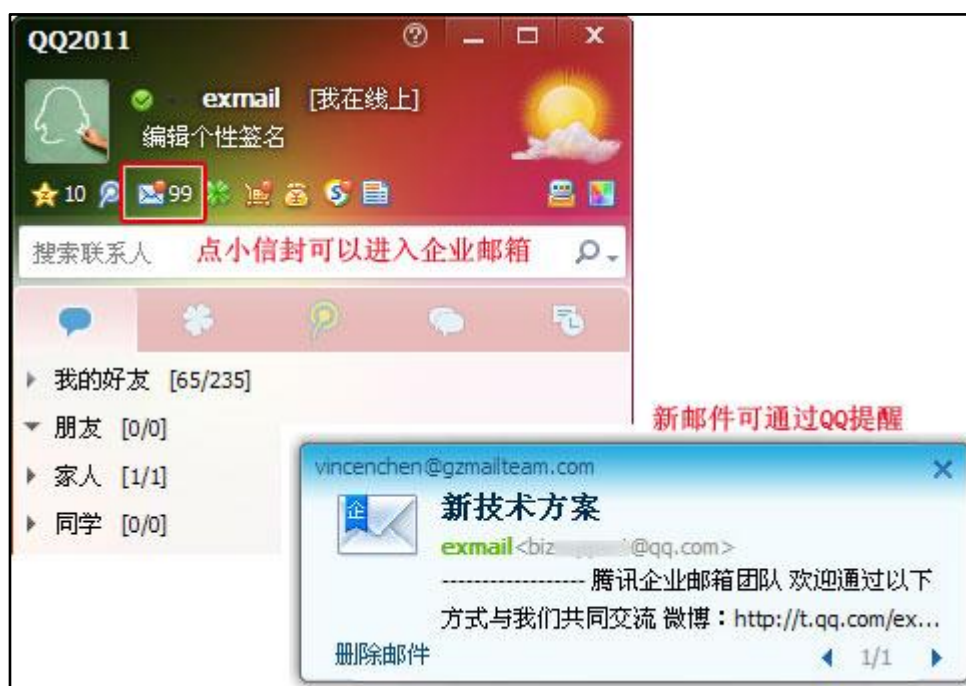 QQ2011
exmail [我在线上]
编辑个性签名
10 99
搜索联系人 点小信封可以进入企业邮箱
我的好友 [65/235]
朋友 [0/0]
家人 [1/1]
同学 [0/0]
新邮件可通过QQ提醒
vincenchen@gzmailteam.com
企
新技术方案
exmail<biz @qq.com>
------------------ 腾讯企业邮箱团队 欢迎通过以下
方式与我们共同交流 微博：http://t.qq.com/ex...
删除邮件 1/1